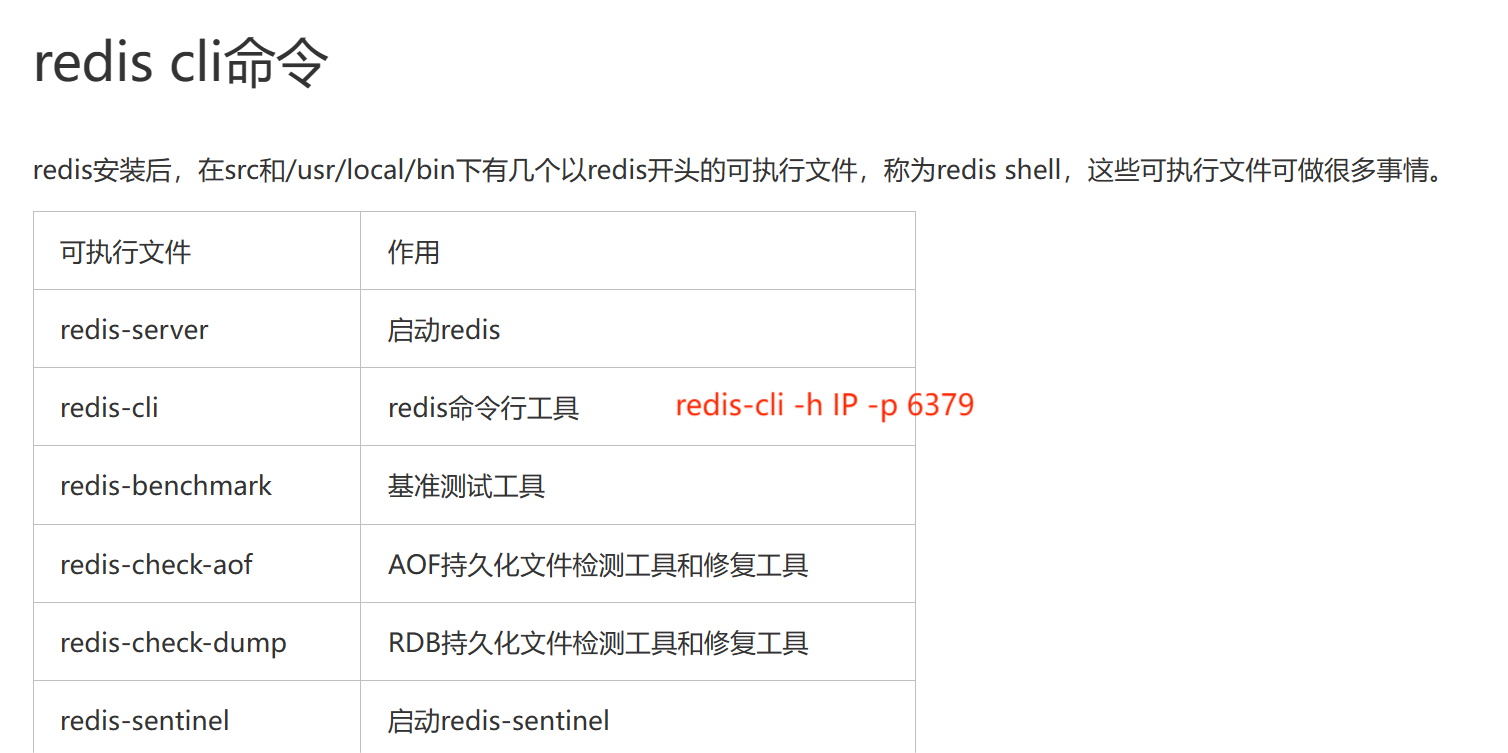 redis cli命令
redis安装后，在src和/usr/local/bin下有几个以redis开头的可执行文件，称为redis shell，这些可执行文件可做很多事情。
可执行文件 作用
redis-server 启动redis
redis-cli redis命令行工具 redis-cli -h IP -p 6379
redis-benchmark 基准测试工具
redis-check-aof AOF持久化文件检测工具和修复工具
redis-check-dump RDB持久化文件检测工具和修复工具
redis-sentinel 启动redis-sentinel